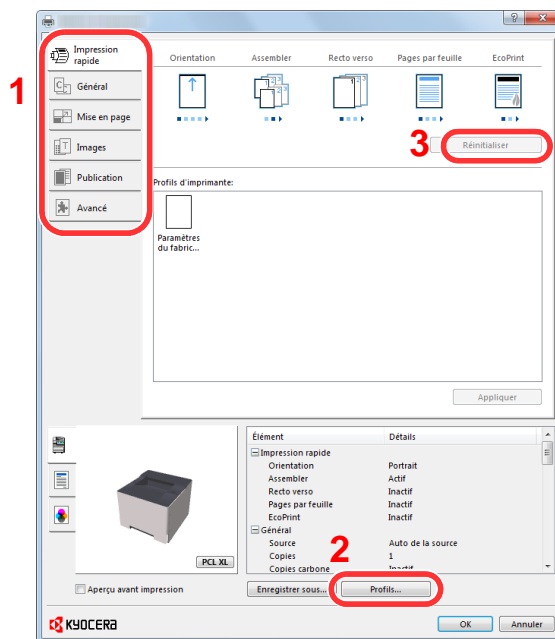 1
Impression
rapide
Général
Mise en page
Images
Publication
Avancé
Orientation
Assembler
Recto verso
Pages par feuille
EcoPrint
3
Réinitialiser
Profils d'imprimante:
Paramètres
du fabric...
Appliquer
Élément Détails
Impression rapide
Orientation Portrait
Assembler Actif
Recto verso Inactif
Pages par feuille Inactif
EcoPrint Inactif
Général
Source Auto de la source
Copies 1
Copies carbone Inactif
2
PCL XL
Aperçu avant impression
Enregistrer sous...
Profils...
KYOCERA
OK
Annuler